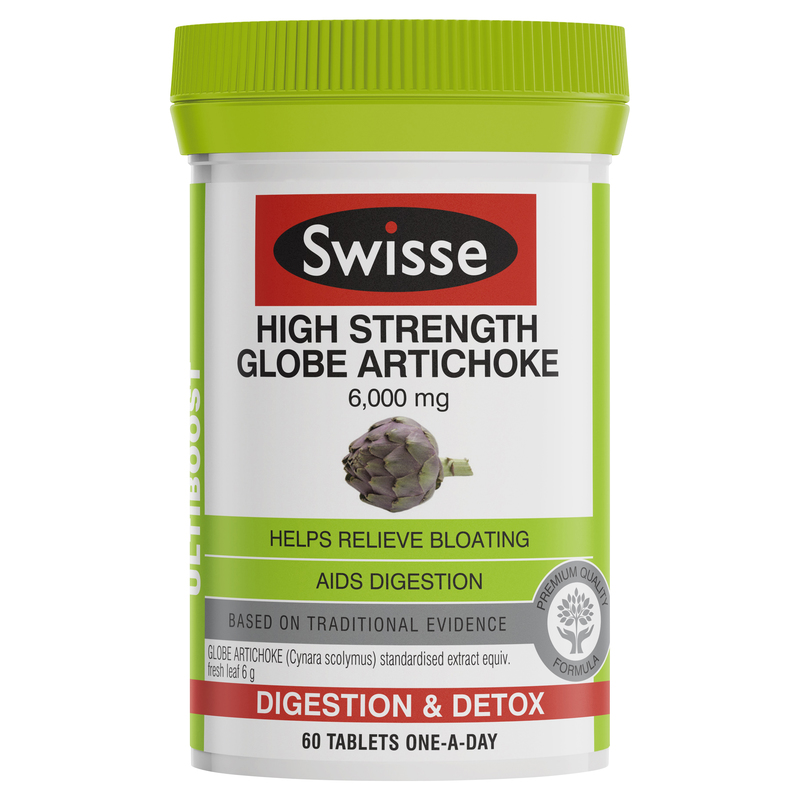 Swisse
HIGH STRENGTH
GLOBE ARTICHOKE
6,000 mg
ULTIBOOST
HELPS RELIEVE BLOATING
AIDS DIGESTION
BASED ON TRADITIONAL EVIDENCE
PREMIUM QUALITY
FORMULA
GLOBE ARTICHOKE (Cynara scolymus) standardised extract equiv.
fresh leaf 6 g
DIGESTION & DETOX
60 TABLETS ONE-A-DAY